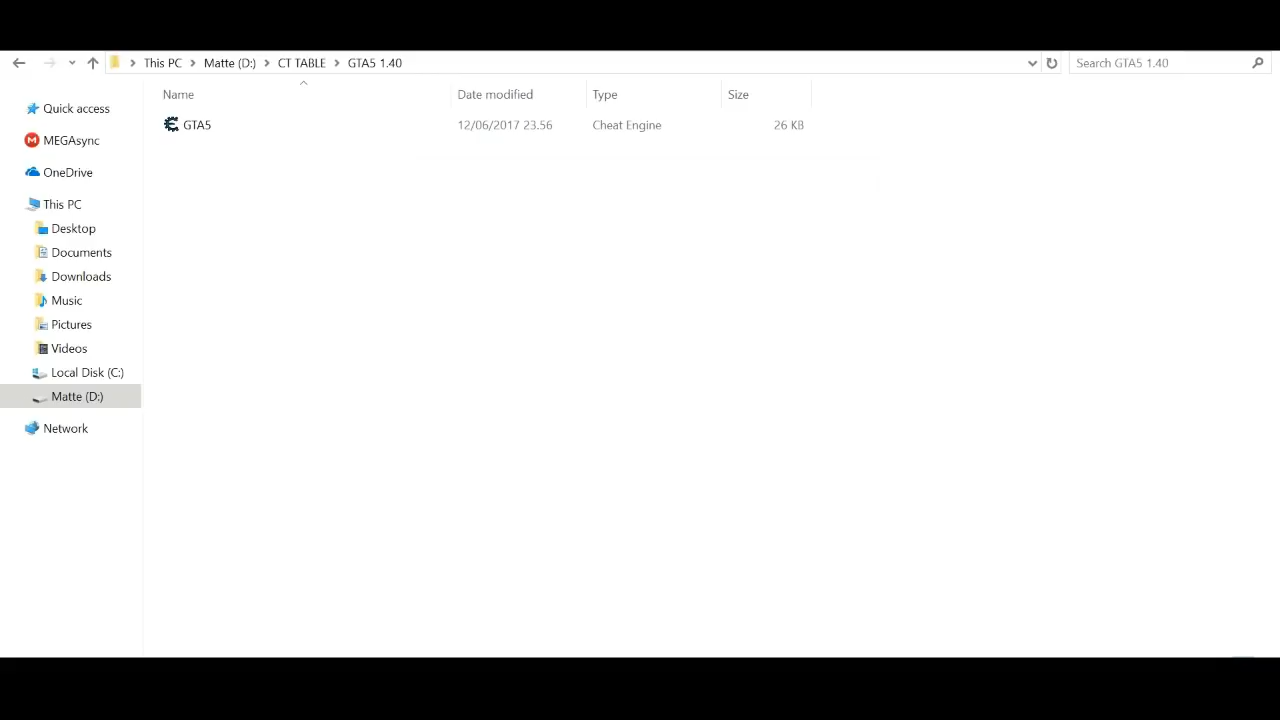 This PC > Matte (D:) > CT TABLE > GTA5 1.40
Search GTA5 1.40
Name Date modified Type Size
GTA5 12/06/2017 23.56 Cheat Engine 26 KB
Quick access
MEGAsync
OneDrive
This PC
Desktop
Documents
Downloads
Music
Pictures
Videos
Local Disk (C:)
Matte (D:)
Network